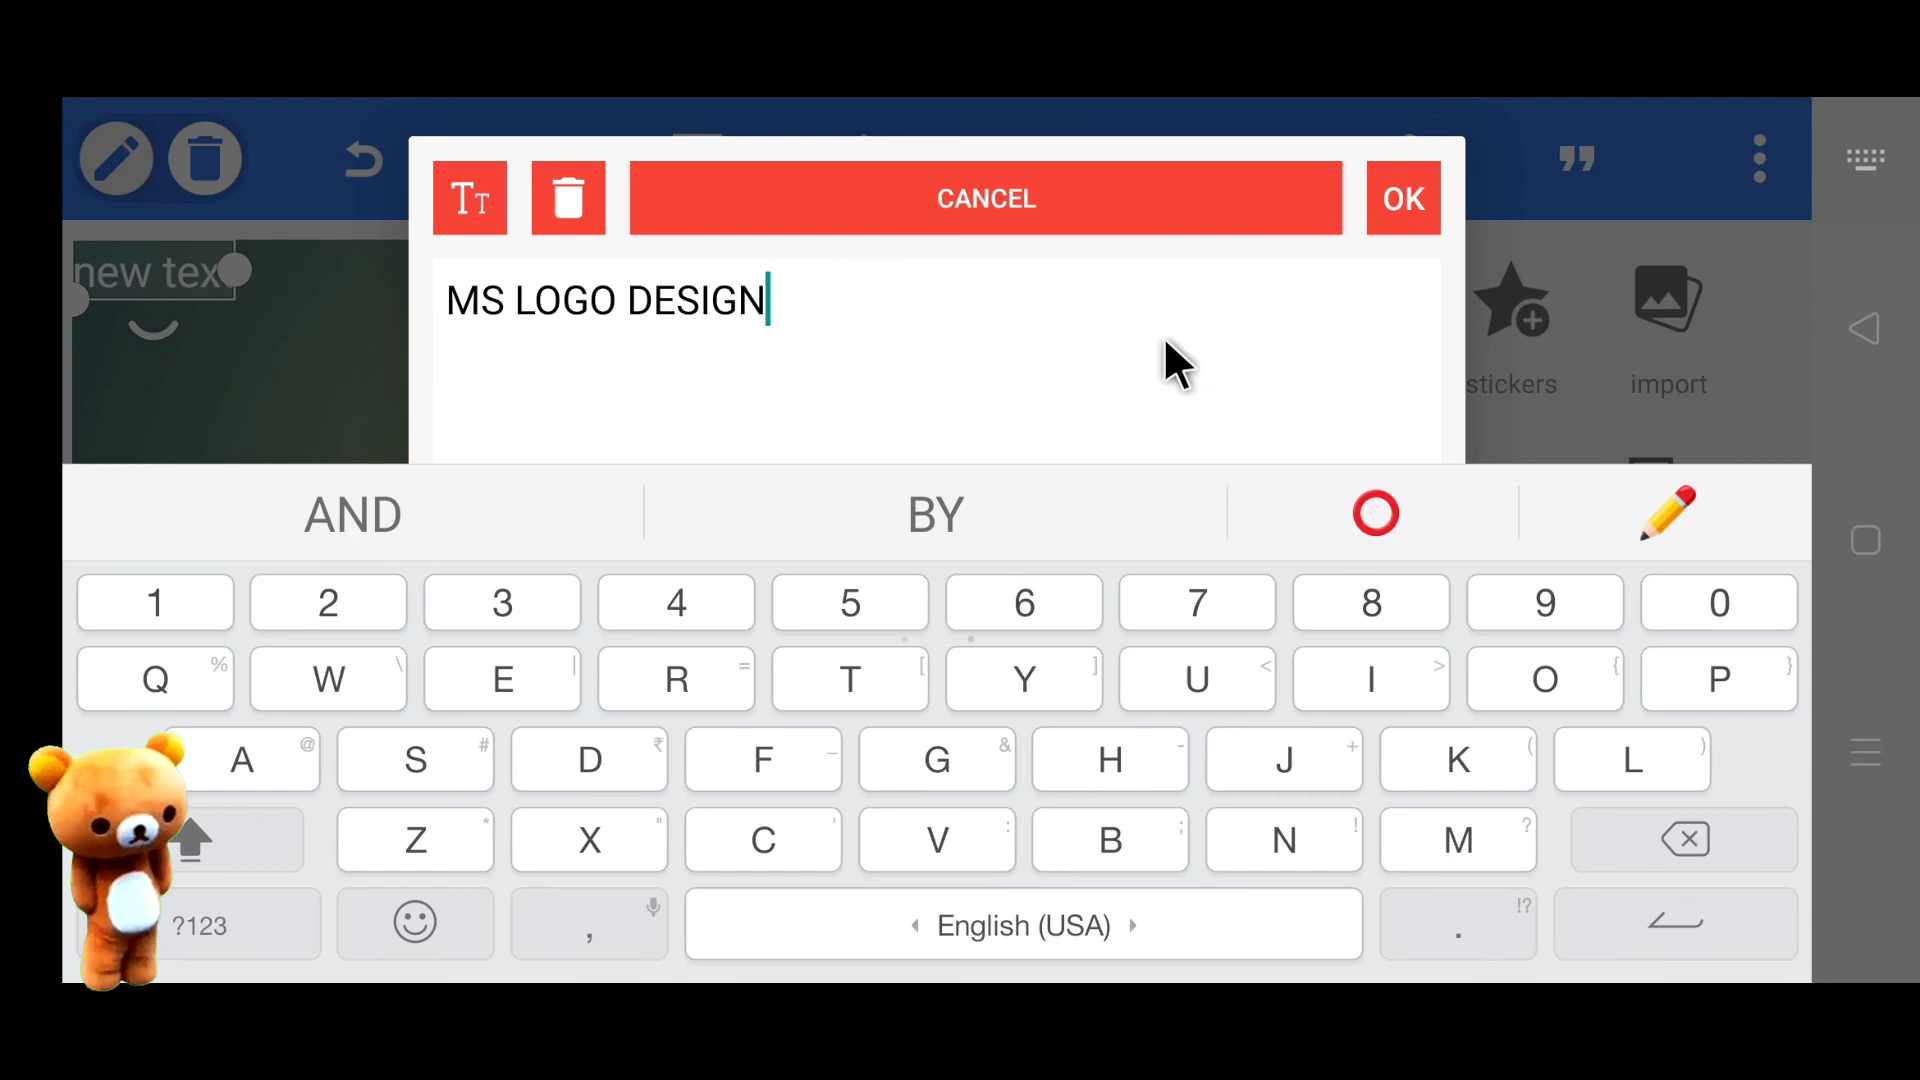 TT
CANCEL
OK
new tex
MS LOGO DESIGN
stickers
import
AND
BY
1 2 3 4 5 6 7 8 9 0
Q % W \ E | R = T [ Y ] U < I > O { P }
A @ S # D ₹ F _ G & H - J + K ( L )
Z * X " C ' V : B ; N ! M ?
?123 , English (USA) . !?